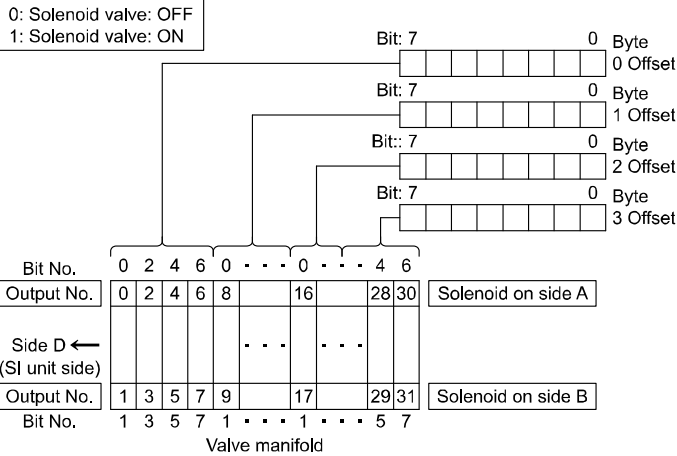 0: Solenoid valve: OFF
1: Solenoid valve: ON
Bit: 7 0 Byte
0 Offset
Bit: 7 0 Byte
1 Offset
Bit:: 7 0 Byte
2 Offset
Bit: 7 0 Byte
3 Offset
Bit No. 0 2 4 6 0 · · · 0 · · · 4 6
Output No. 0 2 4 6 8 16 28 30 Solenoid on side A
Side D ← · · · · · ·
(SI unit side)
Output No. 1 3 5 7 9 17 29 31 Solenoid on side B
Bit No. 1 3 5 7 1 · · · 1 · · · 5 7
Valve manifold